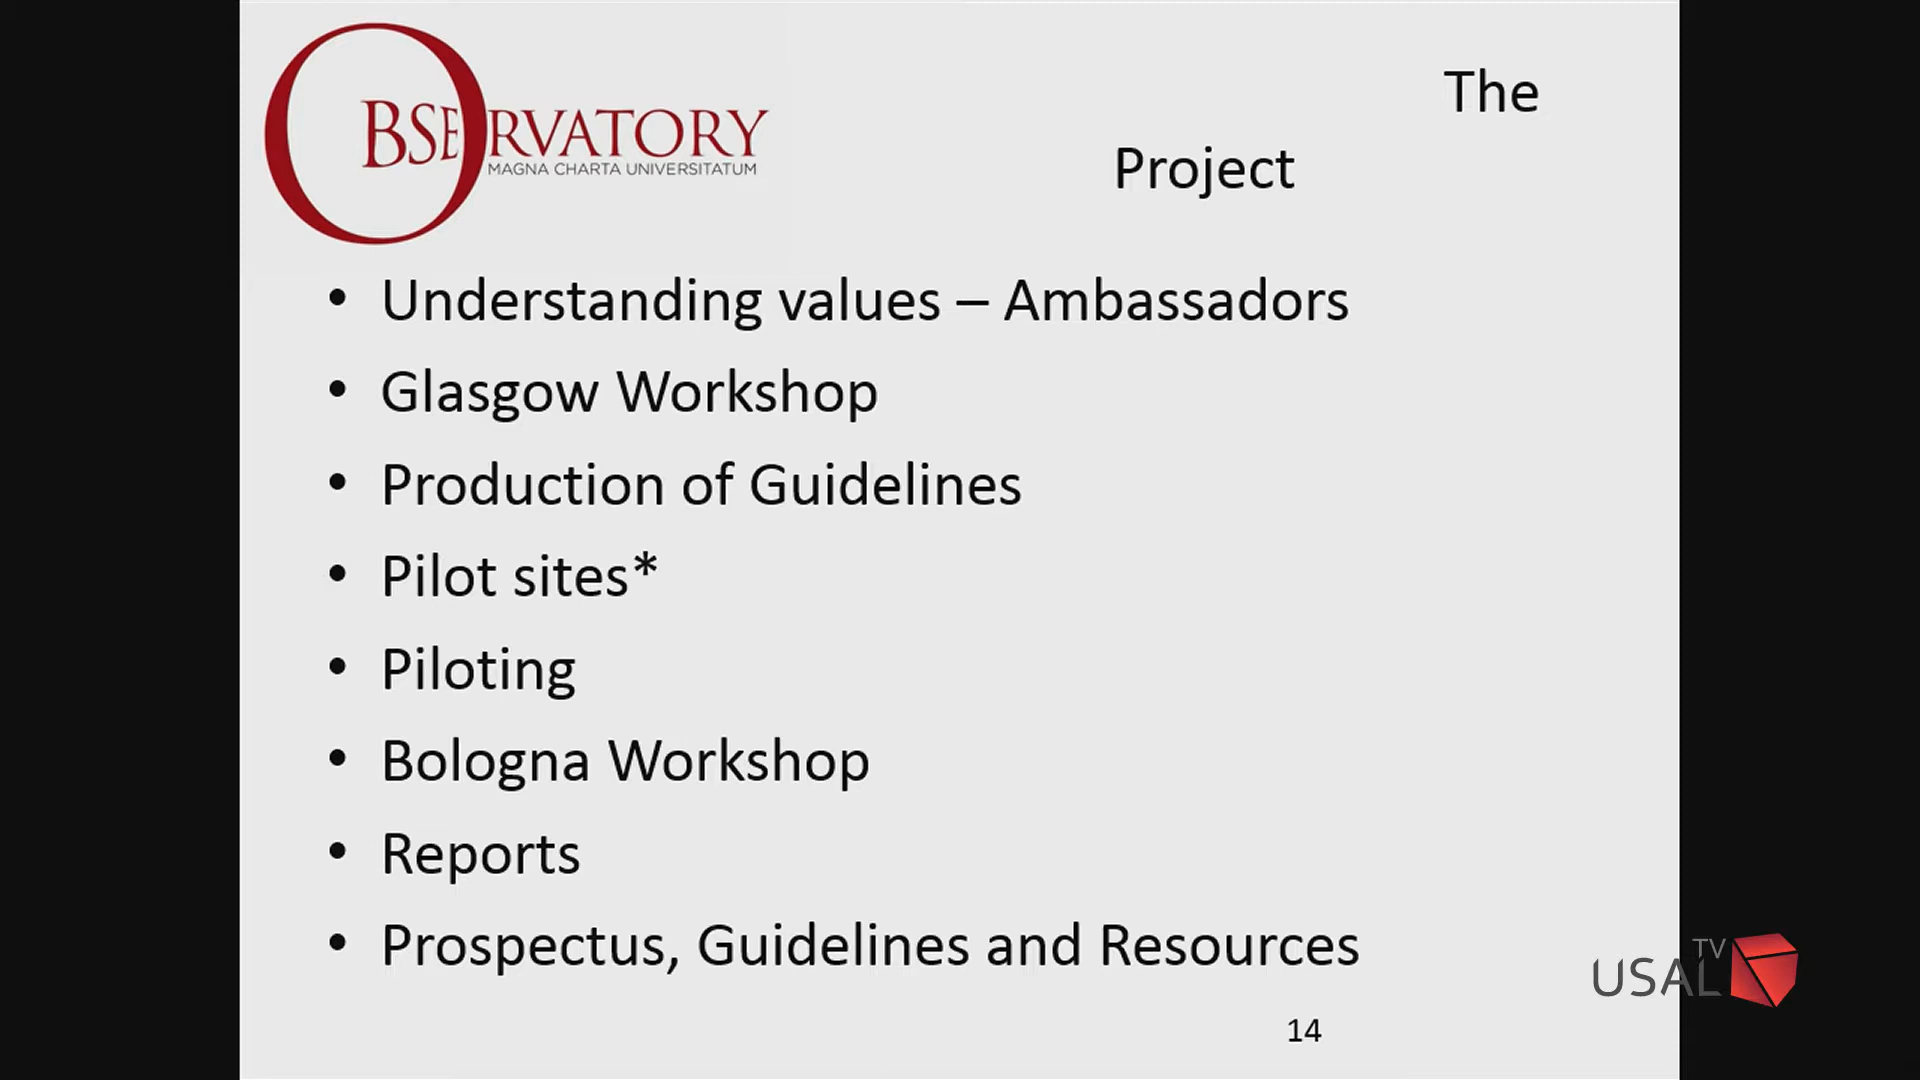 OBSERVATORY
MAGNA CHARTA UNIVERSITATUM
The
Project
• Understanding values – Ambassadors
• Glasgow Workshop
• Production of Guidelines
• Pilot sites*
• Piloting
• Bologna Workshop
• Reports
• Prospectus, Guidelines and Resources
USAL TV
14